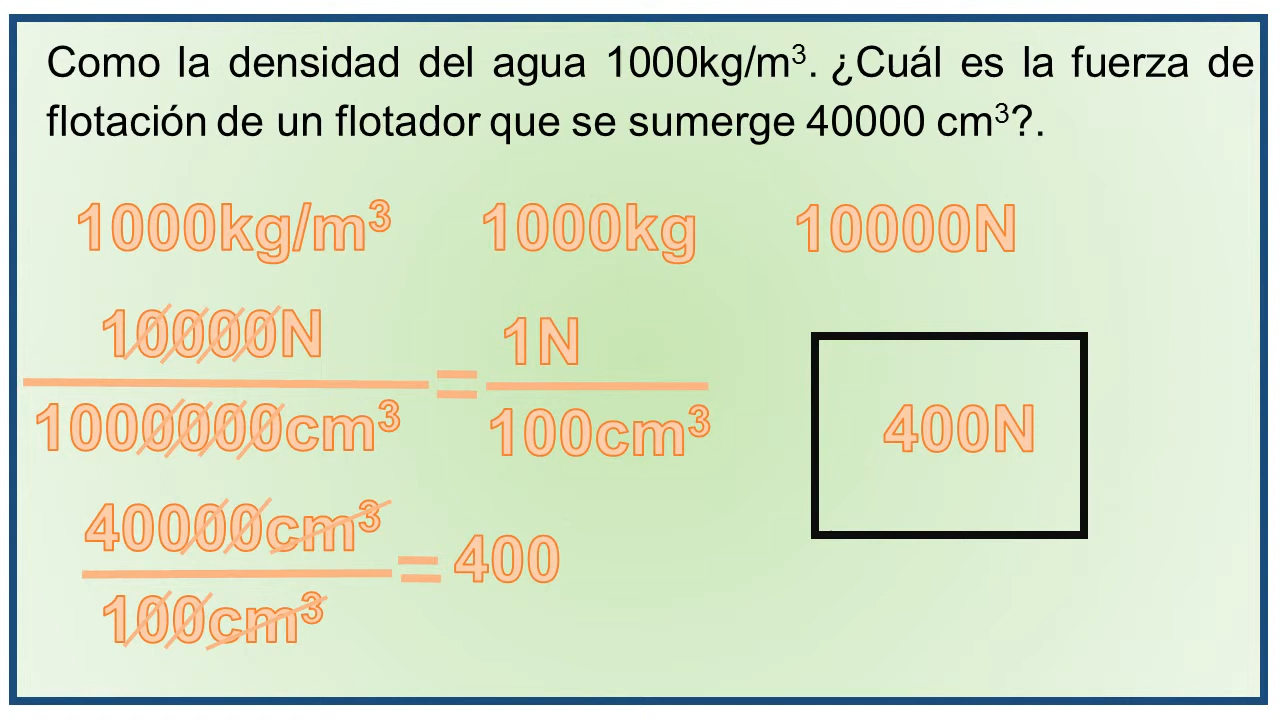 Como la densidad del agua 1000kg/m³. ¿Cuál es la fuerza de
flotación de un flotador que se sumerge 40000 cm³?.
1000kg/m³ 1000kg 10000N
10000N
1000000cm³
=
1N
100cm³
40000cm³
100cm³
= 400
400N